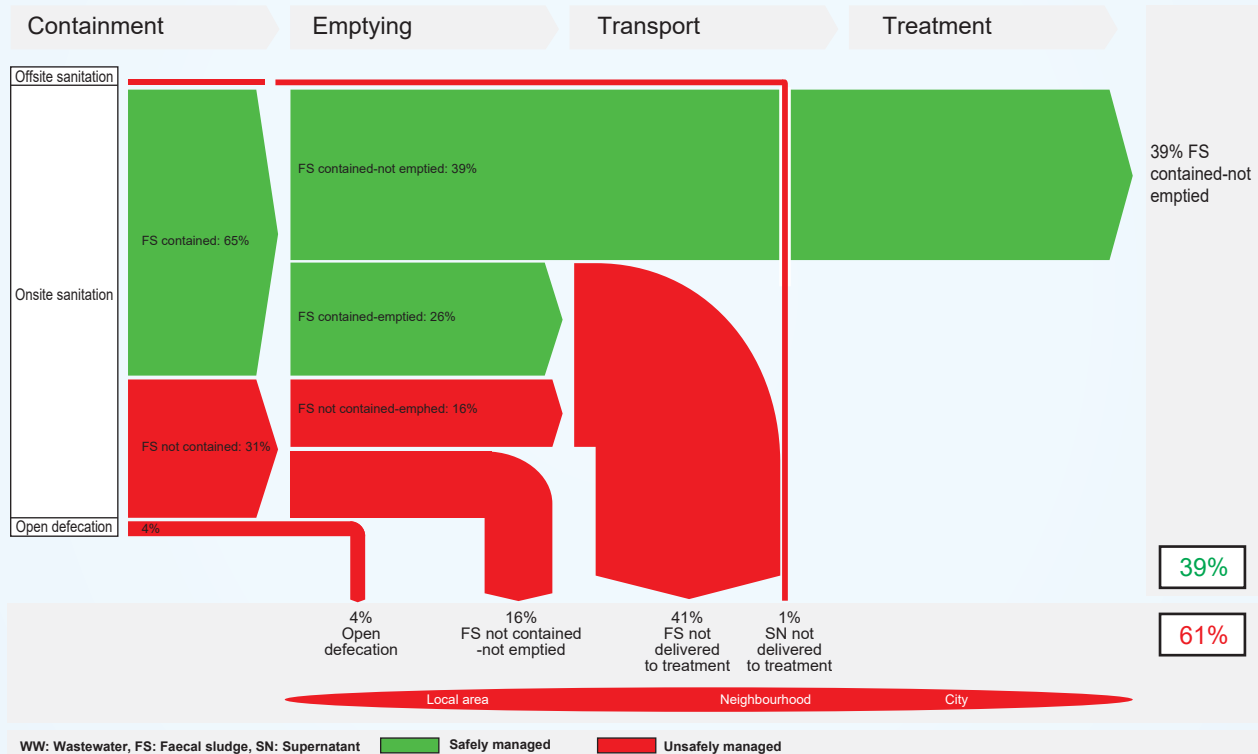 Containment
Emptying
Transport
Treatment
Offsite sanitation
Onsite sanitation
Open defecation
FS contained: 65%
FS not contained: 31%
4%
FS contained-not emptied: 39%
FS contained-emptied: 26%
FS not contained-emphed: 16%
39% FS
contained-not
emptied
39%
61%
4%
Open
defecation
16%
FS not contained
-not emptied
41%
FS not
delivered
to treatment
1%
SN not
delivered
to treatment
Local area
Neighbourhood
City
WW: Wastewater, FS: Faecal sludge, SN: Supernatant
Safely managed
Unsafely managed